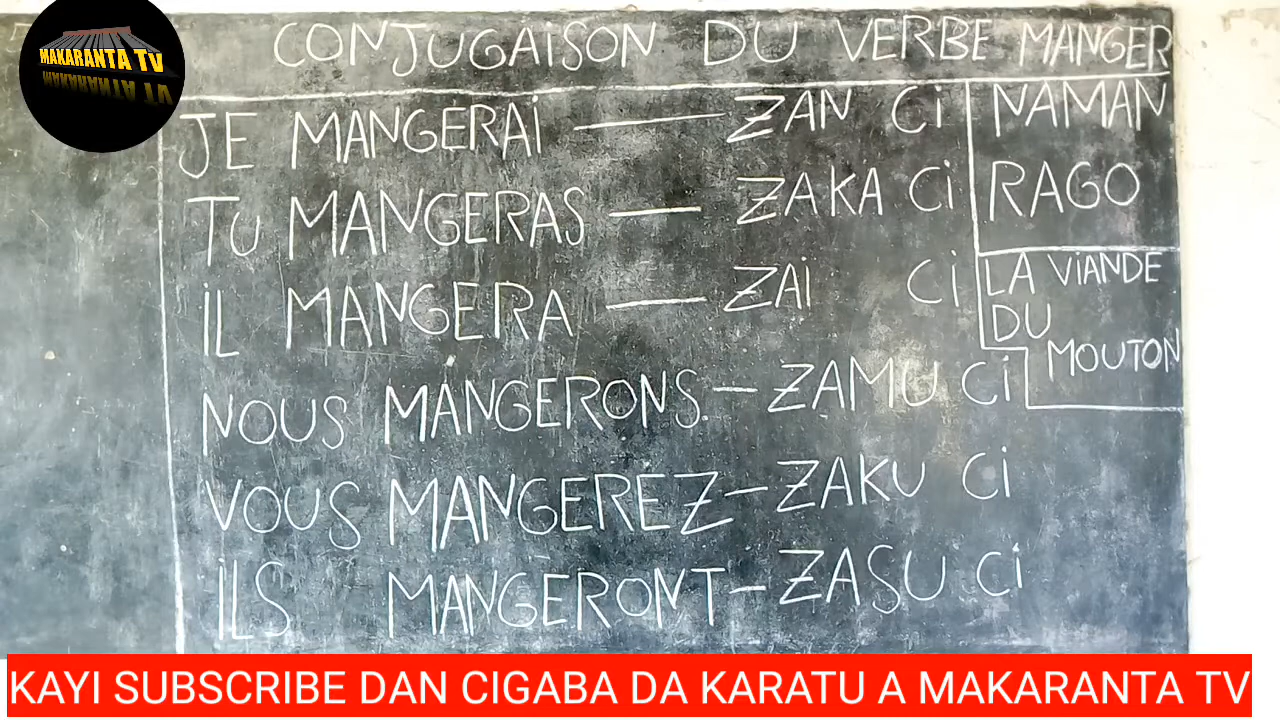 MAKARANTA TV
CONJUGAISON DU VERBE MANGER
JE MANGERAi — ZAN Ci
TU MANGERAS — ZAKA Ci
iL MANGERA — ZAi Ci
NOUS MANGERONS — ZAMU Ci
VOUS MANGEREZ — ZAKU Ci
iLS MANGERONT — ZASU Ci
NAMAN
RAGO
LA ViANDE
DU
MOUTON
KAYI SUBSCRIBE DAN CIGABA DA KARATU A MAKARANTA TV